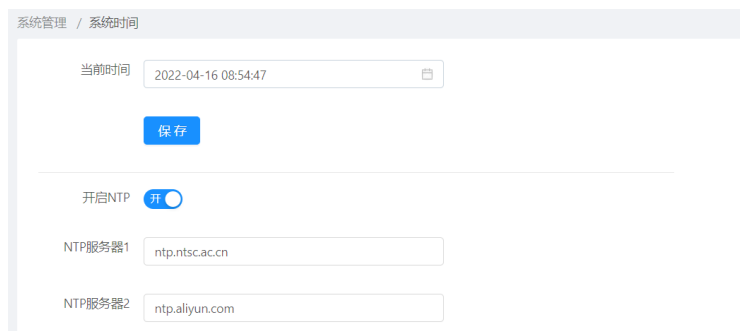 系统管理 / 系统时间
当前时间 2022-04-16 08:54:47
保存
开启NTP 开
NTP服务器1 ntp.ntsc.ac.cn
NTP服务器2 ntp.aliyun.com